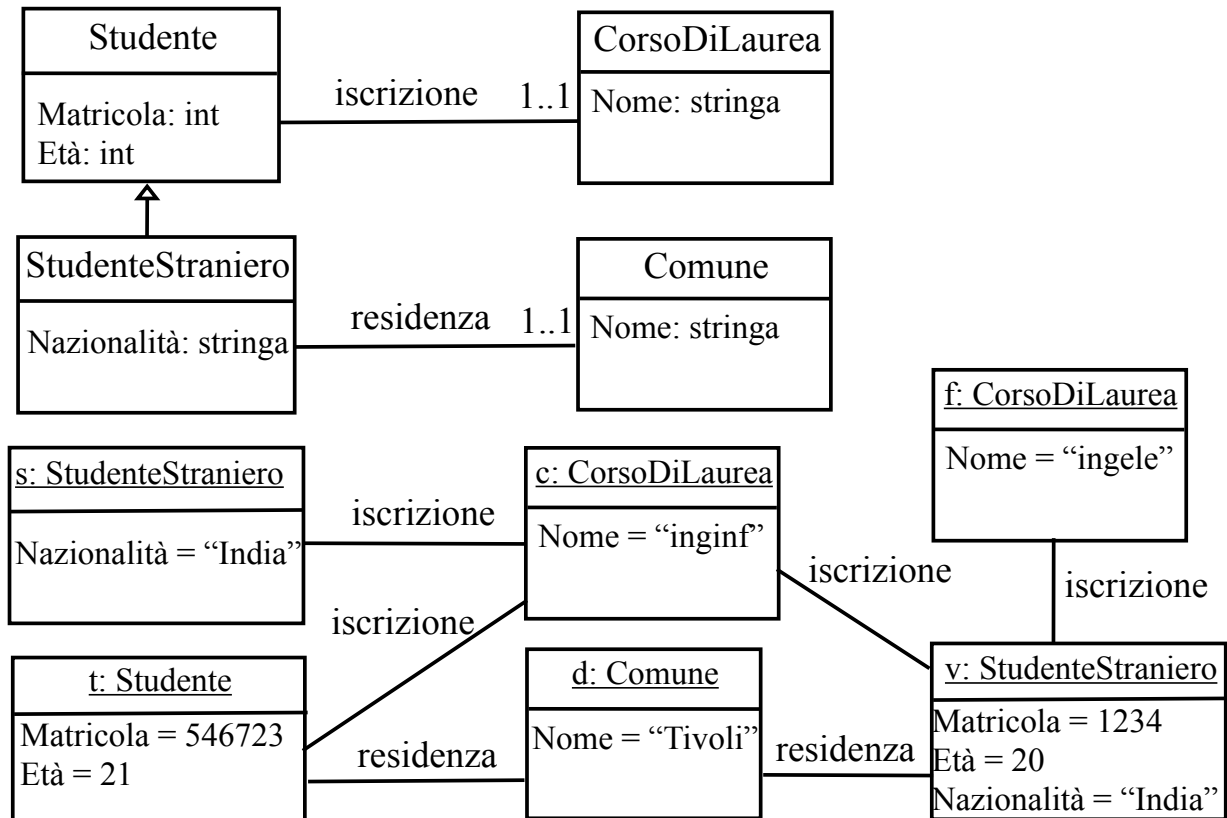 Studente
Matricola: int
Età: int
iscrizione
1..1
CorsoDiLaurea
Nome: stringa
StudenteStraniero
Nazionalità: stringa
residenza
1..1
Comune
Nome: stringa
f: CorsoDiLaurea
Nome = “ingele”
s: StudenteStraniero
Nazionalità = “India”
iscrizione
c: CorsoDiLaurea
Nome = “inginf”
iscrizione
iscrizione
iscrizione
t: Studente
Matricola = 546723
Età = 21
residenza
d: Comune
Nome = “Tivoli”
residenza
v: StudenteStraniero
Matricola = 1234
Età = 20
Nazionalità = “India”